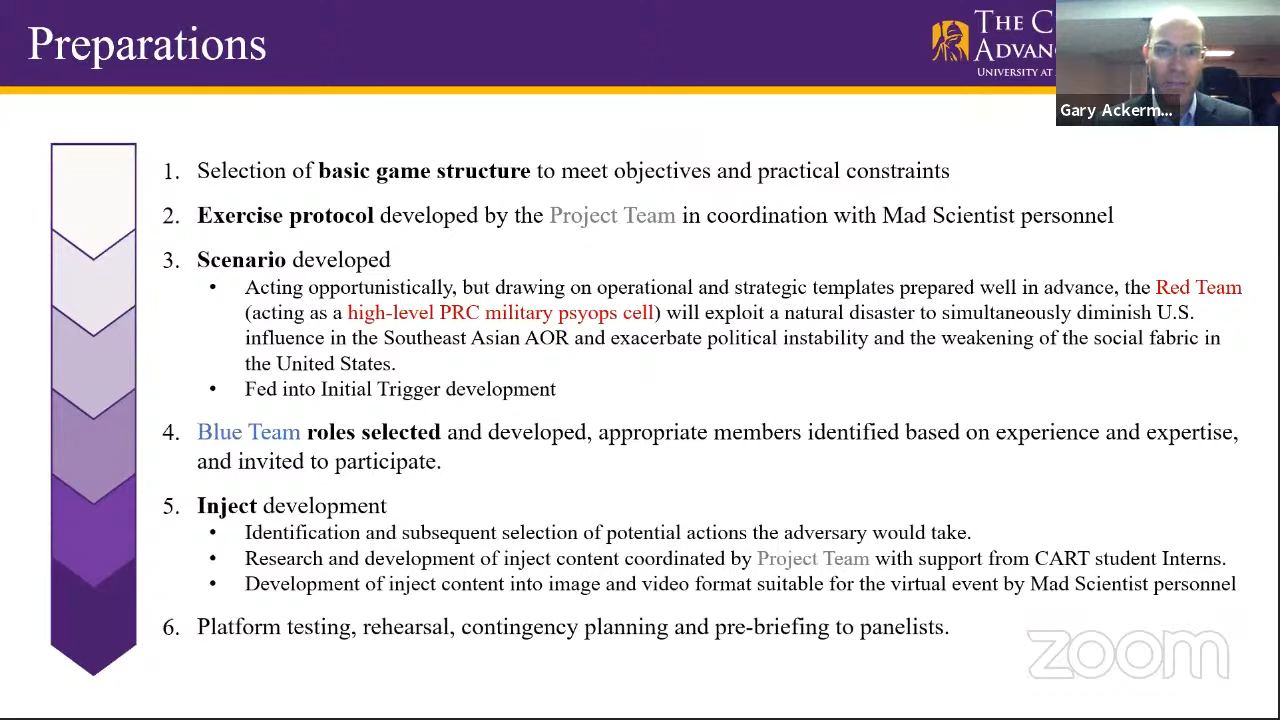 Preparations
THE C
ADVANC
UNIVERSITY AT A
Gary Ackerm...
1. Selection of basic game structure to meet objectives and practical constraints
2. Exercise protocol developed by the Project Team in coordination with Mad Scientist personnel
3. Scenario developed
• Acting opportunistically, but drawing on operational and strategic templates prepared well in advance, the Red Team
(acting as a high-level PRC military psyops cell) will exploit a natural disaster to simultaneously diminish U.S.
influence in the Southeast Asian AOR and exacerbate political instability and the weakening of the social fabric in
the United States.
• Fed into Initial Trigger development
4. Blue Team roles selected and developed, appropriate members identified based on experience and expertise,
and invited to participate.
5. Inject development
• Identification and subsequent selection of potential actions the adversary would take.
• Research and development of inject content coordinated by Project Team with support from CART student Interns.
• Development of inject content into image and video format suitable for the virtual event by Mad Scientist personnel
6. Platform testing, rehearsal, contingency planning and pre-briefing to panelists.
zoom